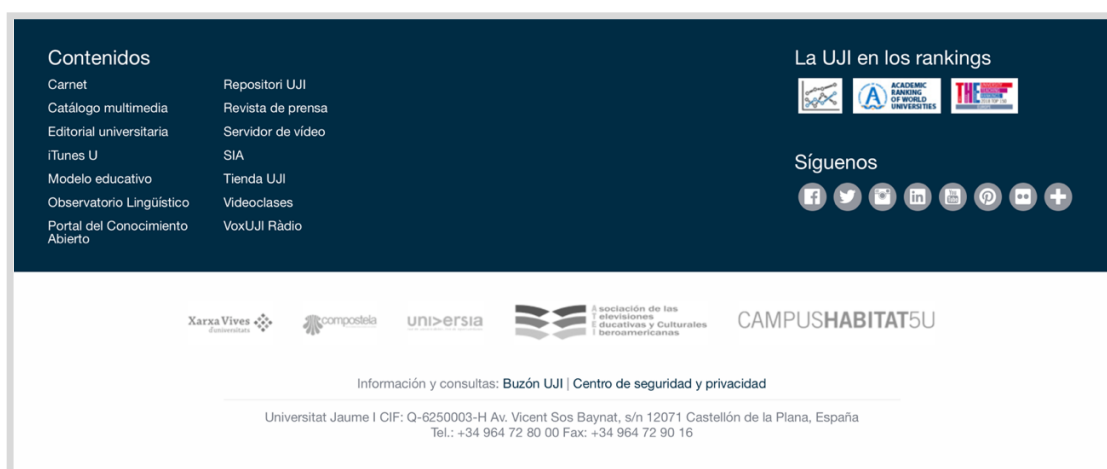 Contenidos
Carnet
Catálogo multimedia
Editorial universitaria
iTunes U
Modelo educativo
Observatorio Lingüístico
Portal del Conocimiento
Abierto
Repositori UJI
Revista de prensa
Servidor de vídeo
SIA
Tienda UJI
Videoclases
VoxUJI Ràdio
La UJI en los rankings
ACADEMIC
RANKING
OF WORLD
UNIVERSITIES
THE
Síguenos
You
Tube
Xarxa Vives
d'universitats
compostela
uni>ersia
Asociación de las
Televisiones
Educativas y Culturales
Iberoamericanas
CAMPUSHABITAT5U
Información y consultas: Buzón UJI | Centro de seguridad y privacidad
Universitat Jaume I CIF: Q-6250003-H Av. Vicent Sos Baynat, s/n 12071 Castellón de la Plana, España
Tel.: +34 964 72 80 00 Fax: +34 964 72 90 16